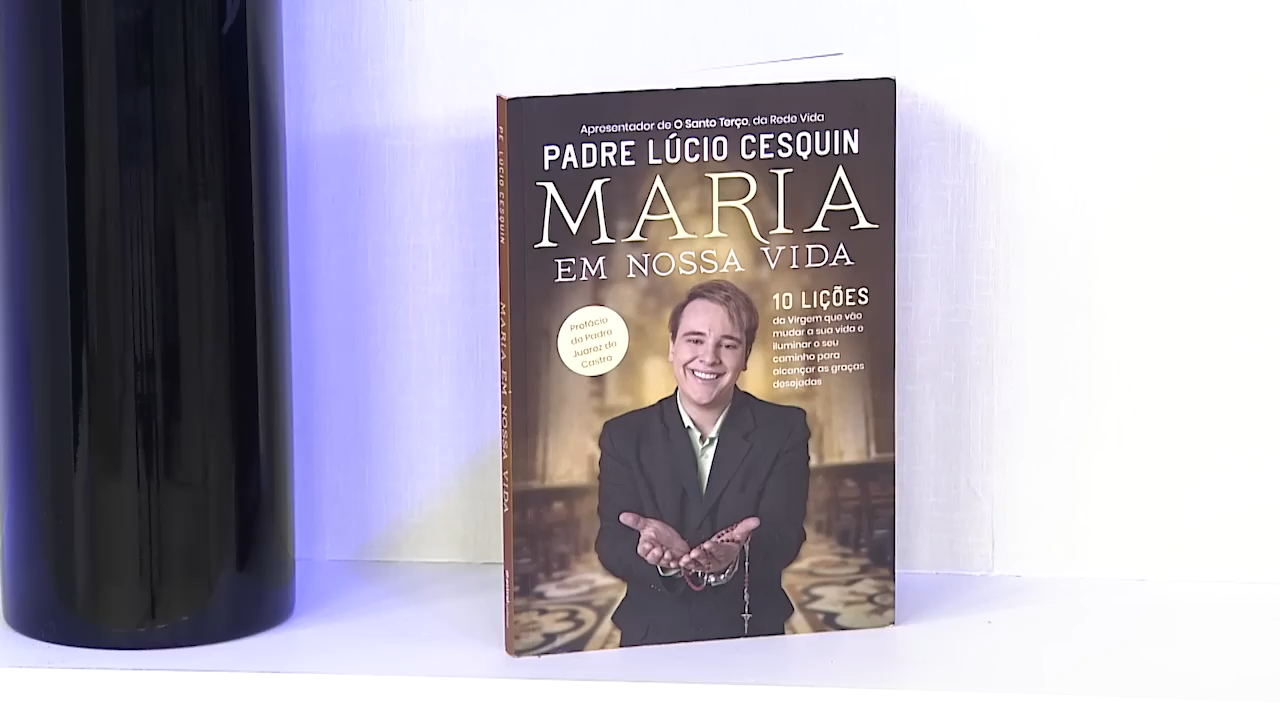 Apresentador de O Santo Terço, da Rede Vida
PADRE LÚCIO CESQUIN
MARIA
EM NOSSA VIDA
10 LIÇÕES
da Virgem que vão
mudar a sua vida e
iluminar o seu
caminho para
alcançar as graças
desejadas
Prefácio
de Padre
Juarez de
Castro
PE. LÚCIO CESQUIN
MARIA EM NOSSA VIDA